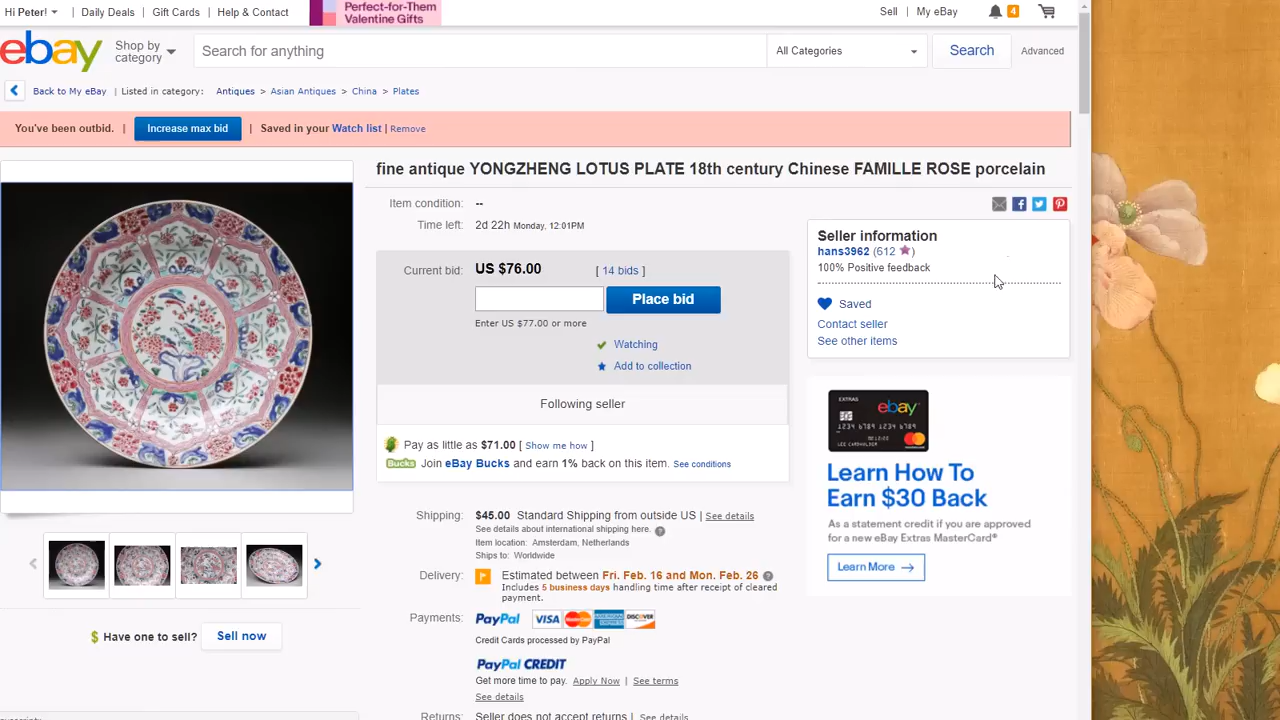 Hi Peter!
Daily Deals
Gift Cards
Help & Contact
Perfect-for-Them
Valentine Gifts
Sell
My eBay
4
ebay
Shop by
category
Search for anything
All Categories
Search
Advanced
Back to My eBay | Listed in category: Antiques > Asian Antiques > China > Plates
You've been outbid. | Increase max bid | Saved in your Watch list | Remove
fine antique YONGZHENG LOTUS PLATE 18th century Chinese FAMILLE ROSE porcelain
Item condition: --
Time left: 2d 22h Monday, 12:01PM
Current bid: US $76.00 [ 14 bids ]
Place bid
Enter US $77.00 or more
Watching
Add to collection
Following seller
Pay as little as $71.00 [ Show me how ]
Bucks Join eBay Bucks and earn 1% back on this item. See conditions
Shipping: $45.00 Standard Shipping from outside US | See details
See details about international shipping here. ?
Item location: Amsterdam, Netherlands
Ships to: Worldwide
Delivery: Estimated between Fri. Feb. 16 and Mon. Feb. 26 ?
Includes 5 business days handling time after receipt of cleared
payment.
Payments: PayPal VISA MasterCard DISCOVER
Credit Cards processed by PayPal
PayPal CREDIT
Get more time to pay. Apply Now | See terms
See details
Returns: Seller does not accept returns | See details
Seller information
hans3962 (612 )
100% Positive feedback
Saved
Contact seller
See other items
EXTRAS
ebay
1234 6789 1234 6789
LEE CARDHOLDER
Learn How To
Earn $30 Back
As a statement credit if you are approved
for a new eBay Extras MasterCard®
Learn More
$ Have one to sell? Sell now